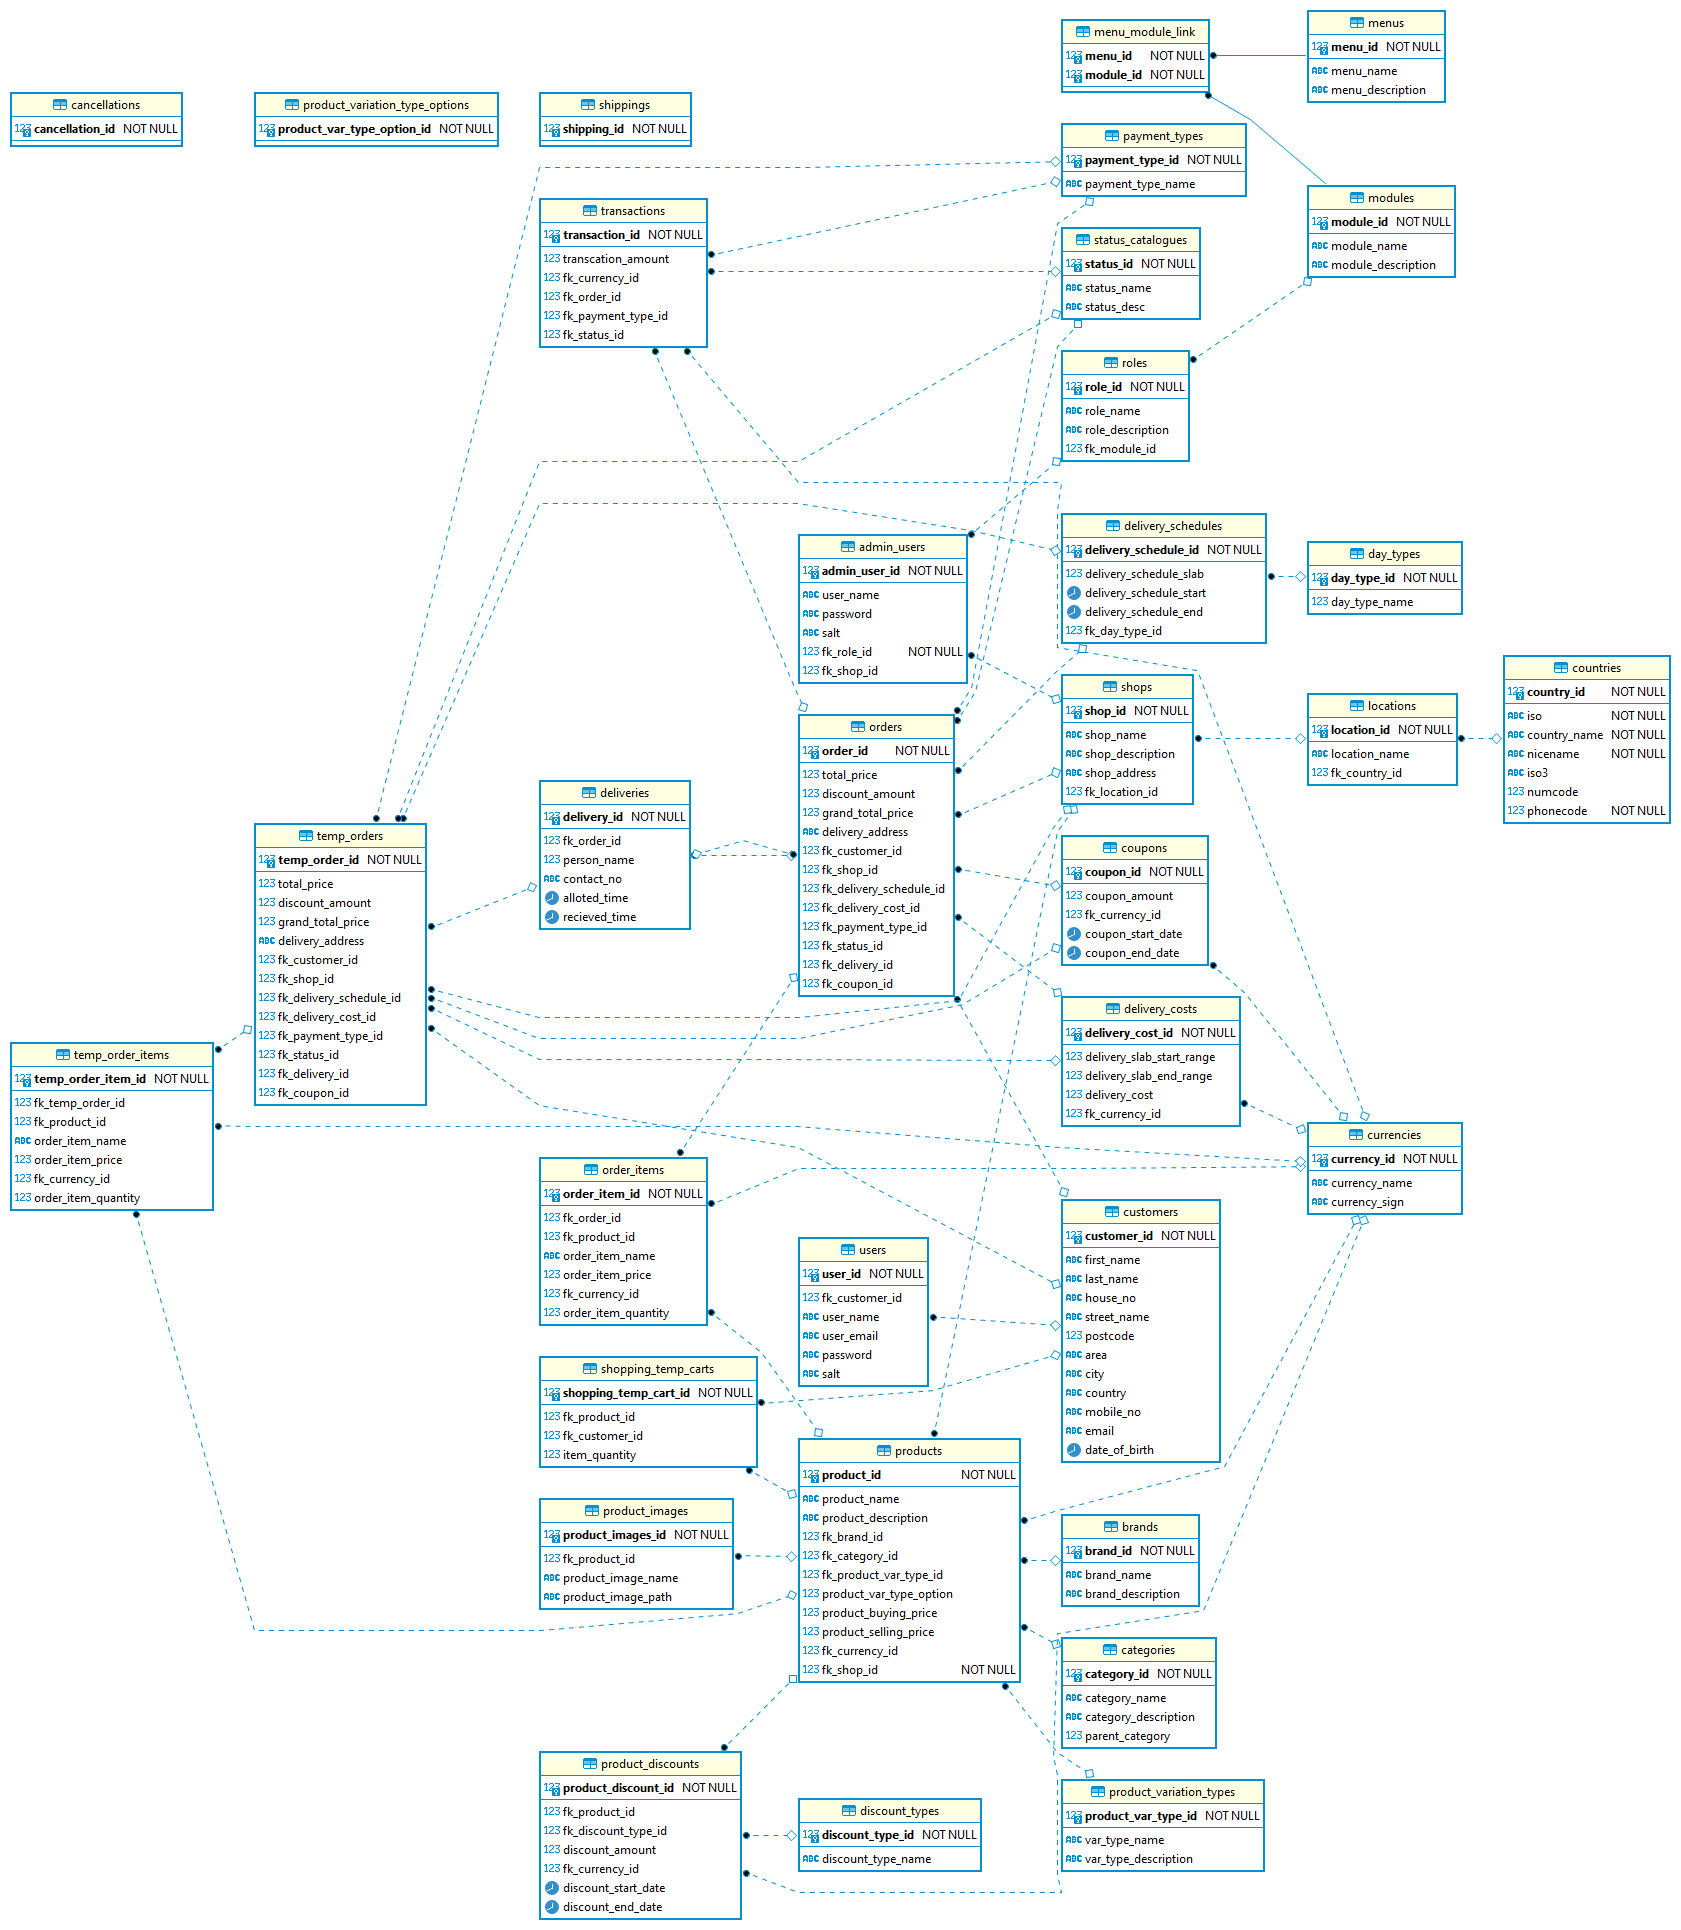 menu_module_link
123 menu_id NOT NULL
123 module_id NOT NULL
menus
123 menu_id NOT NULL
ABC menu_name
ABC menu_description
cancellations
123 cancellation_id NOT NULL
product_variation_type_options
123 product_var_type_option_id NOT NULL
shippings
123 shipping_id NOT NULL
payment_types
123 payment_type_id NOT NULL
ABC payment_type_name
modules
123 module_id NOT NULL
ABC module_name
ABC module_description
transactions
123 transaction_id NOT NULL
123 transcation_amount
123 fk_currency_id
123 fk_order_id
123 fk_payment_type_id
123 fk_status_id
status_catalogues
123 status_id NOT NULL
ABC status_name
ABC status_desc
roles
123 role_id NOT NULL
ABC role_name
ABC role_description
123 fk_module_id
admin_users
123 admin_user_id NOT NULL
ABC user_name
ABC password
ABC salt
123 fk_role_id NOT NULL
123 fk_shop_id
delivery_schedules
123 delivery_schedule_id NOT NULL
123 delivery_schedule_slab
delivery_schedule_start
delivery_schedule_end
123 fk_day_type_id
day_types
123 day_type_id NOT NULL
123 day_type_name
countries
123 country_id NOT NULL
ABC iso NOT NULL
ABC country_name NOT NULL
ABC nicename NOT NULL
ABC iso3
123 numcode
123 phonecode NOT NULL
shops
123 shop_id NOT NULL
ABC shop_name
ABC shop_description
ABC shop_address
123 fk_location_id
locations
123 location_id NOT NULL
ABC location_name
123 fk_country_id
orders
123 order_id NOT NULL
123 total_price
123 discount_amount
123 grand_total_price
ABC delivery_address
123 fk_customer_id
123 fk_shop_id
123 fk_delivery_schedule_id
123 fk_delivery_cost_id
123 fk_payment_type_id
123 fk_status_id
123 fk_delivery_id
123 fk_coupon_id
deliveries
123 delivery_id NOT NULL
123 fk_order_id
123 person_name
ABC contact_no
alloted_time
recieved_time
temp_orders
123 temp_order_id NOT NULL
123 total_price
123 discount_amount
123 grand_total_price
ABC delivery_address
123 fk_customer_id
123 fk_shop_id
123 fk_delivery_schedule_id
123 fk_delivery_cost_id
123 fk_payment_type_id
123 fk_status_id
123 fk_delivery_id
123 fk_coupon_id
coupons
123 coupon_id NOT NULL
123 coupon_amount
123 fk_currency_id
coupon_start_date
coupon_end_date
delivery_costs
123 delivery_cost_id NOT NULL
123 delivery_slab_start_range
123 delivery_slab_end_range
123 delivery_cost
123 fk_currency_id
temp_order_items
123 temp_order_item_id NOT NULL
123 fk_temp_order_id
123 fk_product_id
ABC order_item_name
123 order_item_price
123 fk_currency_id
123 order_item_quantity
currencies
123 currency_id NOT NULL
ABC currency_name
ABC currency_sign
order_items
123 order_item_id NOT NULL
123 fk_order_id
123 fk_product_id
ABC order_item_name
123 order_item_price
123 fk_currency_id
123 order_item_quantity
customers
123 customer_id NOT NULL
ABC first_name
ABC last_name
ABC house_no
ABC street_name
123 postcode
ABC area
ABC city
ABC country
ABC mobile_no
ABC email
date_of_birth
users
123 user_id NOT NULL
123 fk_customer_id
ABC user_name
ABC user_email
ABC password
ABC salt
shopping_temp_carts
123 shopping_temp_cart_id NOT NULL
123 fk_product_id
123 fk_customer_id
123 item_quantity
products
123 product_id NOT NULL
ABC product_name
ABC product_description
123 fk_brand_id
123 fk_category_id
123 fk_product_var_type_id
123 product_var_type_option
123 product_buying_price
123 product_selling_price
123 fk_currency_id
123 fk_shop_id NOT NULL
product_images
123 product_images_id NOT NULL
123 fk_product_id
ABC product_image_name
ABC product_image_path
brands
123 brand_id NOT NULL
ABC brand_name
ABC brand_description
categories
123 category_id NOT NULL
ABC category_name
ABC category_description
123 parent_category
product_discounts
123 product_discount_id NOT NULL
123 fk_product_id
123 fk_discount_type_id
123 discount_amount
123 fk_currency_id
discount_start_date
discount_end_date
discount_types
123 discount_type_id NOT NULL
ABC discount_type_name
product_variation_types
123 product_var_type_id NOT NULL
ABC var_type_name
ABC var_type_description